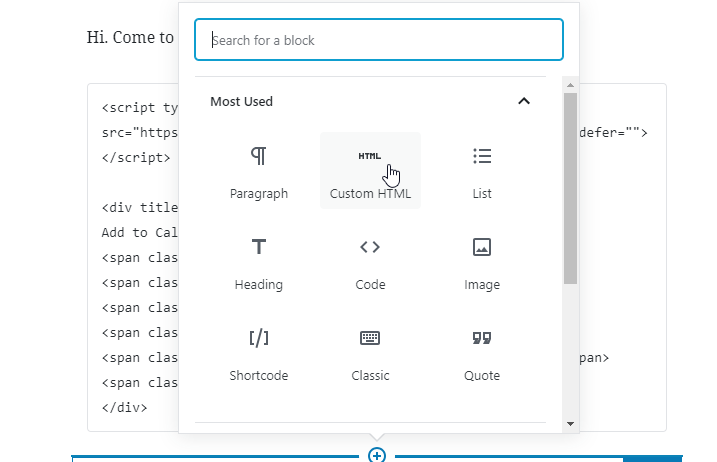 Hi. Come to
Search for a block
Most Used
Paragraph
HTML
Custom HTML
List
T
Heading
<>
Code
Image
[/]
Shortcode
Classic
Quote
<script ty
src="https
defer="">
</script>
<div title
Add to Cal
<span clas
<span clas
<span clas
<span clas
<span clas
pan>
<span clas
</div>